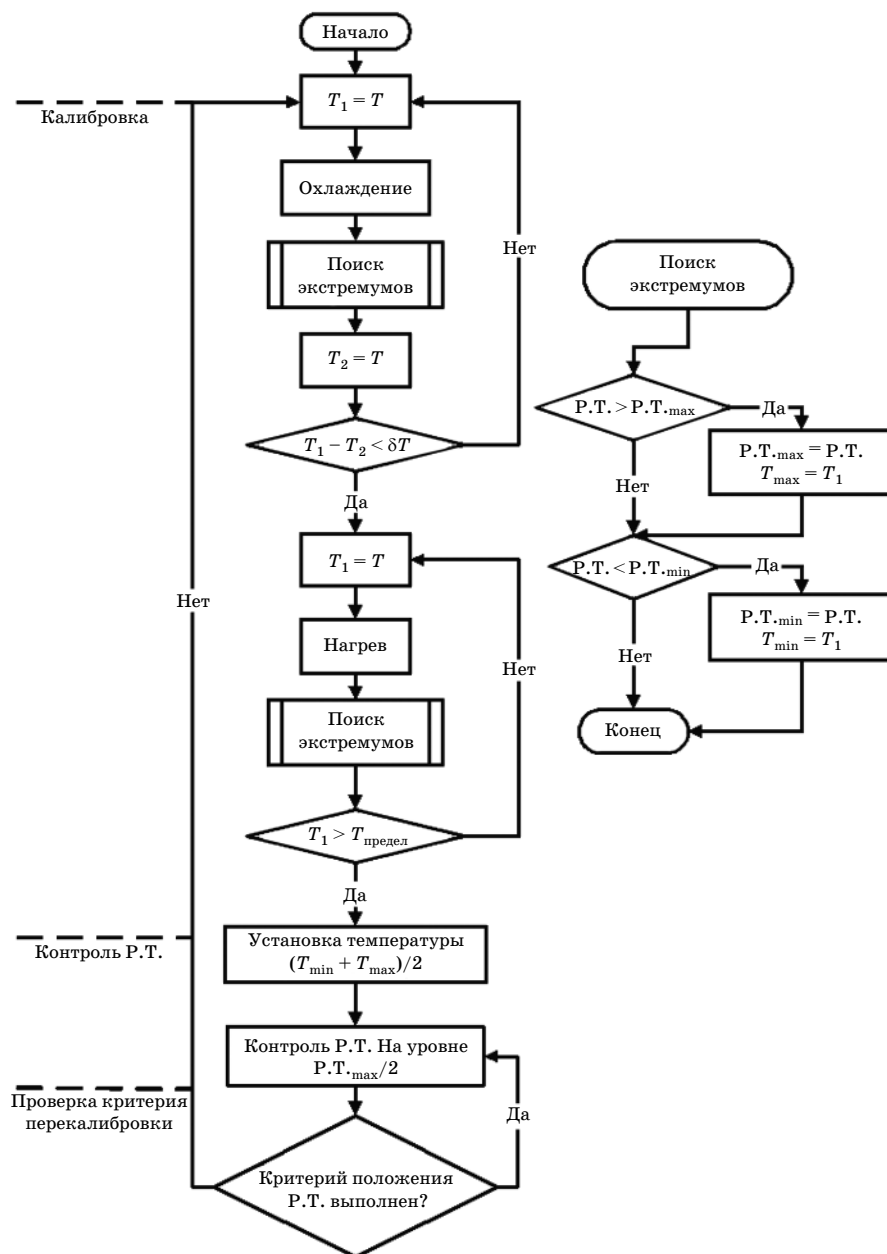 Начало
T₁ = T
Калибровка
Охлаждение
Нет
Поиск
экстремумов
T₂ = T
T₁ − T₂ < δT
Да
T₁ = T
Нет
Нагрев
Нет
Поиск
экстремумов
T₁ > Tпредел
Да
Установка температуры
(Tmin + Tmax)/2
Контроль Р.Т.
Контроль Р.Т. На уровне
Р.Т.max/2
Проверка критерия
перекалибровки
Да
Критерий положения
Р.Т. выполнен?
Поиск
экстремумов
Р.Т. > Р.Т.max
Да
Р.Т.max = Р.Т.
Tmax = T₁
Нет
Р.Т. < Р.Т.min
Да
Р.Т.min = Р.Т.
Tmin = T₁
Нет
Конец